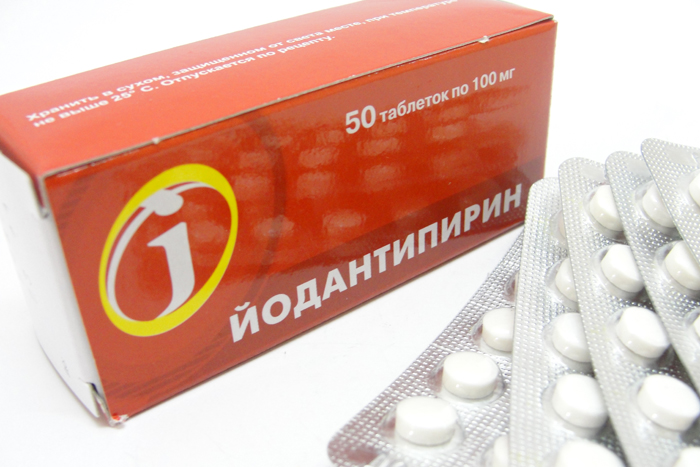 Хранить в сухом, защищенном от света месте, при температуре
не выше 25° С. Отпускается по рецепту.
50 таблеток по 100 мг
j
ЙОДАНТИПИРИН